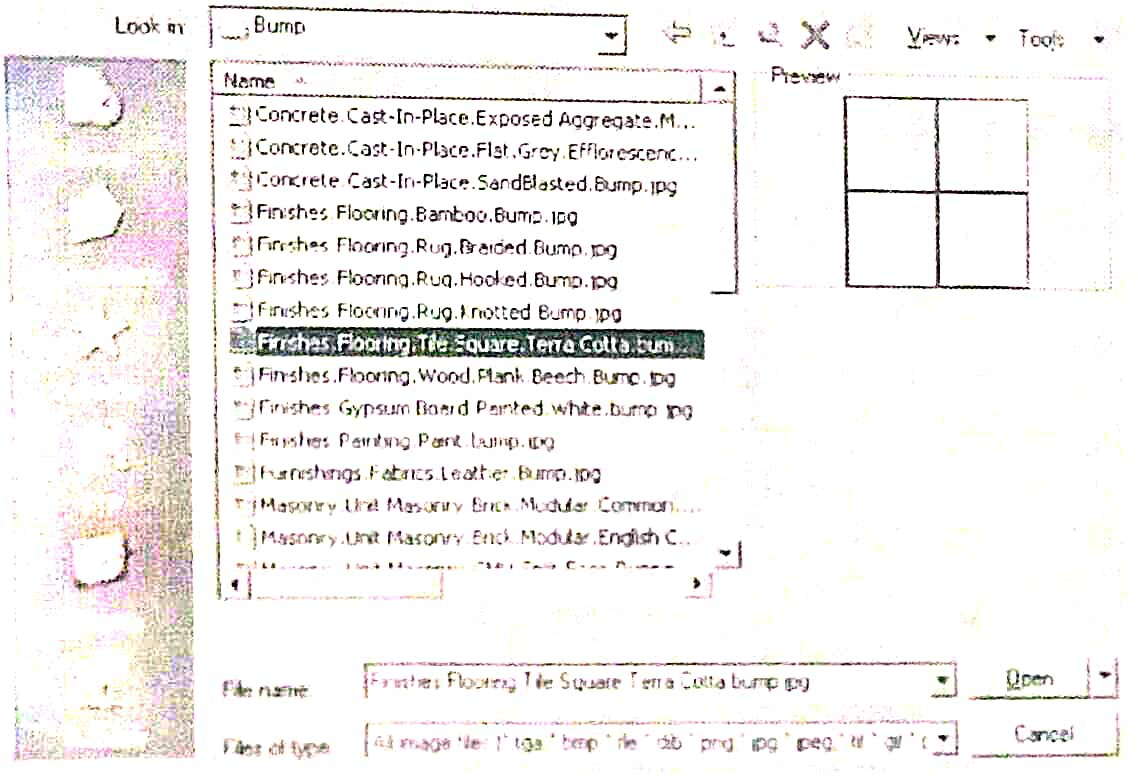 Look in:
Bump
Views
Tools
Name
Preview
Concrete.Cast-In-Place.Exposed Aggregate.M...
Concrete.Cast-In-Place.Flat.Grey.Efflorescenc...
Concrete.Cast-In-Place.SandBlasted.Bump.jpg
Finishes.Flooring.Bamboo.Bump.jpg
Finishes.Flooring.Rug.Braided.Bump.jpg
Finishes.Flooring.Rug.Hooked.Bump.jpg
Finishes.Flooring.Rug.Knotted.Bump.jpg
Finishes.Flooring.Tile.Square.Terra Cotta.bum...
Finishes.Flooring.Wood.Plank.Beech.Bump.jpg
Finishes.Gypsum Board.Painted.white.bump.jpg
Finishes.Painting.Paint.bump.jpg
Furnishings.Fabrics.Leather.Bump.jpg
Masonry.Unit Masonry.Brick.Modular.Common....
Masonry.Unit Masonry.Brick.Modular.English C...
File name:
Finishes.Flooring.Tile.Square.Terra Cotta.bump.jpg
Open
Files of type:
All image files (*.tga *.bmp *.rle *.dib *.png *.jpg *.jpeg *.tif *.gif
Cancel